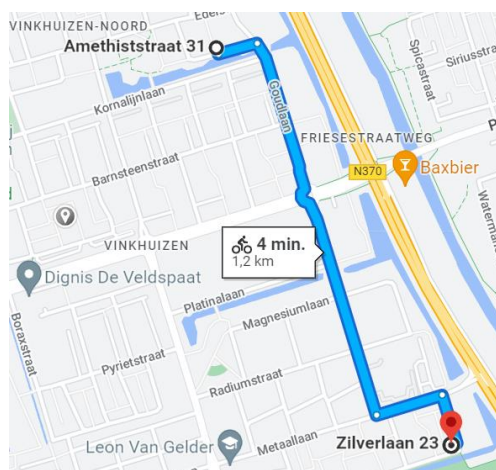 VINKHUIZEN-NOORD
Amethiststraat 31
Kornalijnlaan
Goudlaan
Spicastraat
Siriusstraat
FRIESESTRAATWEG
Barnsteenstraat
N370
Baxbier
VINKHUIZEN
4 min.
1,2 km
Dignis De Veldspaat
Platinalaan
Magnesiumlaan
Boraxstraat
Pyrietstraat
Radiumstraat
Leon Van Gelder
Metaallaan
Zilverlaan 23